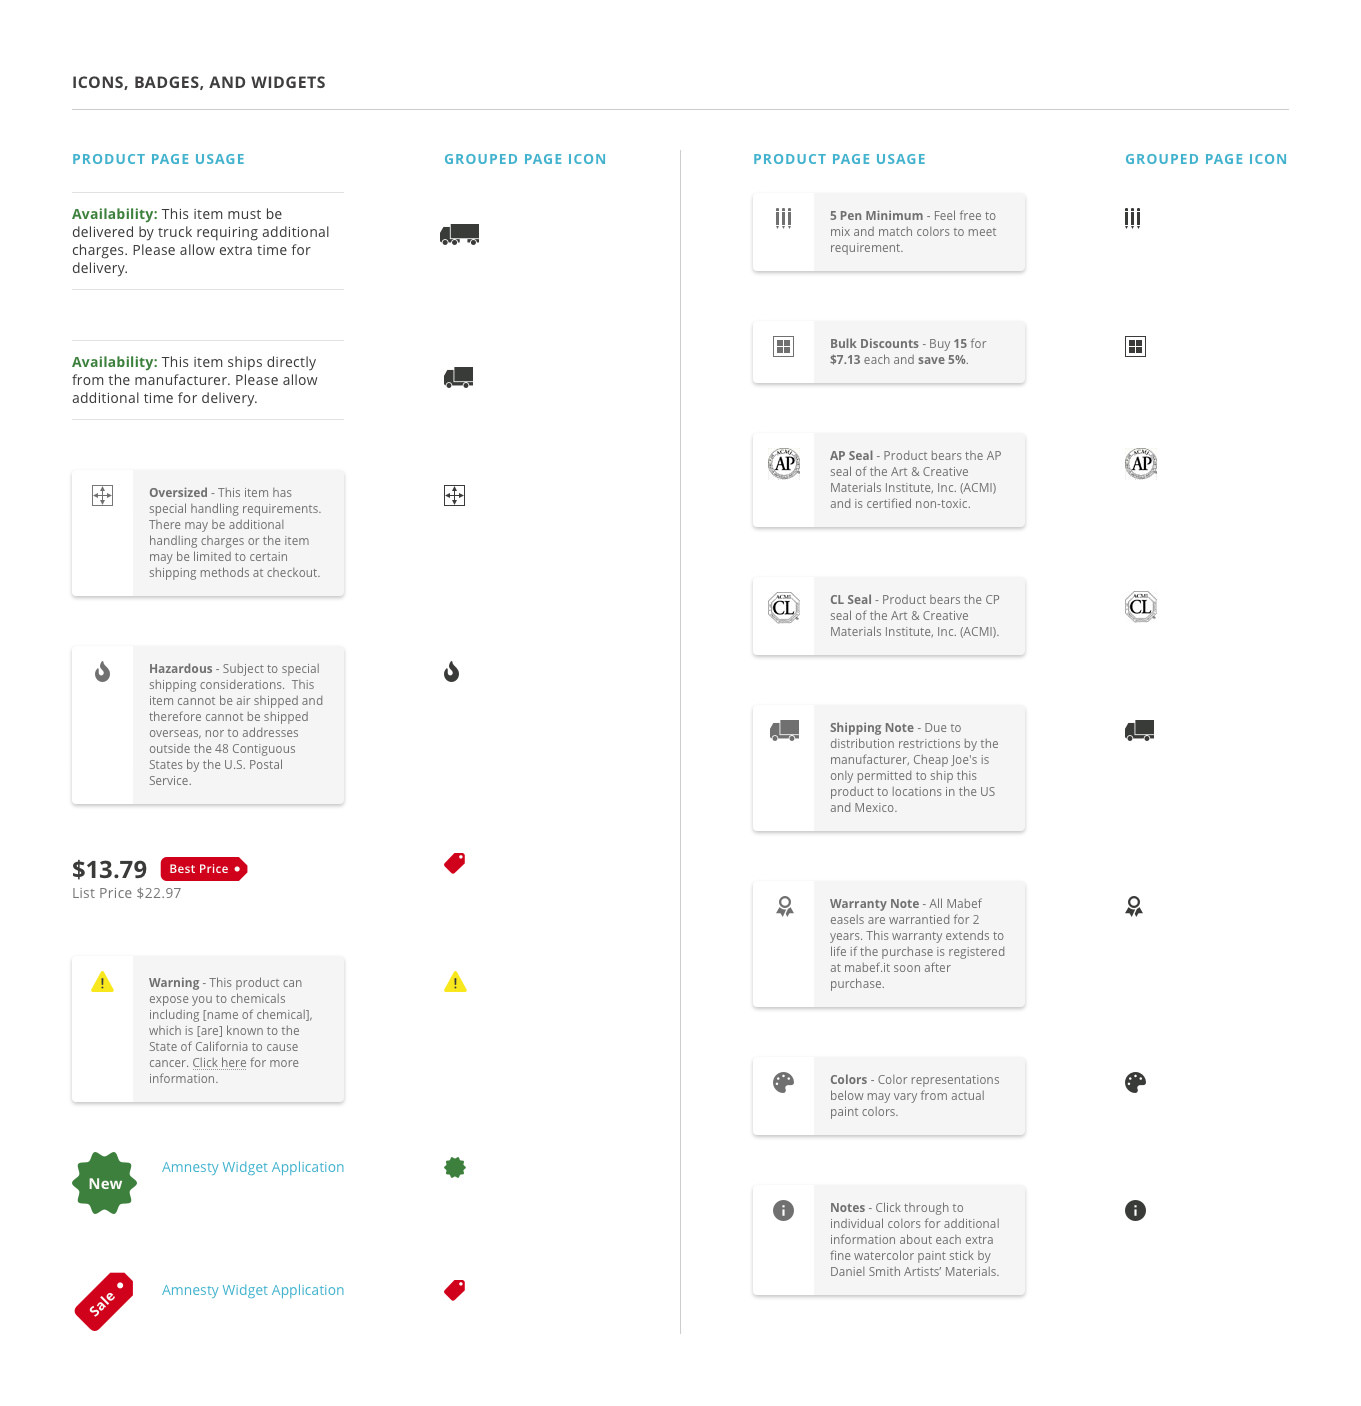 ICONS, BADGES, AND WIDGETS
PRODUCT PAGE USAGE
GROUPED PAGE ICON
Availability: This item must be
delivered by truck requiring additional
charges. Please allow extra time for
delivery.
Availability: This item ships directly
from the manufacturer. Please allow
additional time for delivery.
Oversized - This item has
special handling requirements.
There may be additional
handling charges or the item
may be limited to certain
shipping methods at checkout.
Hazardous - Subject to special
shipping considerations.  This
item cannot be air shipped and
therefore cannot be shipped
overseas, nor to addresses
outside the 48 Contiguous
States by the U.S. Postal
Service.
$13.79 Best Price
List Price $22.97
Warning - This product can
expose you to chemicals
including [name of chemical],
which is [are] known to the
State of California to cause
cancer. Click here for more
information.
New
Amnesty Widget Application
Sale
Amnesty Widget Application
PRODUCT PAGE USAGE
GROUPED PAGE ICON
5 Pen Minimum - Feel free to
mix and match colors to meet
requirement.
Bulk Discounts - Buy 15 for
$7.13 each and save 5%.
ACMI
AP
AP Seal - Product bears the AP
seal of the Art & Creative
Materials Institute, Inc. (ACMI)
and is certified non-toxic.
ACMI
AP
ACMI
CL
CL Seal - Product bears the CP
seal of the Art & Creative
Materials Institute, Inc. (ACMI).
ACMI
CL
Shipping Note - Due to
distribution restrictions by the
manufacturer, Cheap Joe's is
only permitted to ship this
product to locations in the US
and Mexico.
Warranty Note - All Mabef
easels are warrantied for 2
years. This warranty extends to
life if the purchase is registered
at mabef.it soon after
purchase.
Colors - Color representations
below may vary from actual
paint colors.
Notes - Click through to
individual colors for additional
information about each extra
fine watercolor paint stick by
Daniel Smith Artists’ Materials.